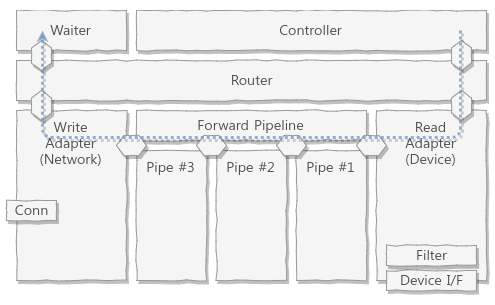 Waiter
Controller
Router
Write
Adapter
(Network)
Forward Pipeline
Read
Adapter
(Device)
Pipe #3
Pipe #2
Pipe #1
Conn
Filter
Device I/F